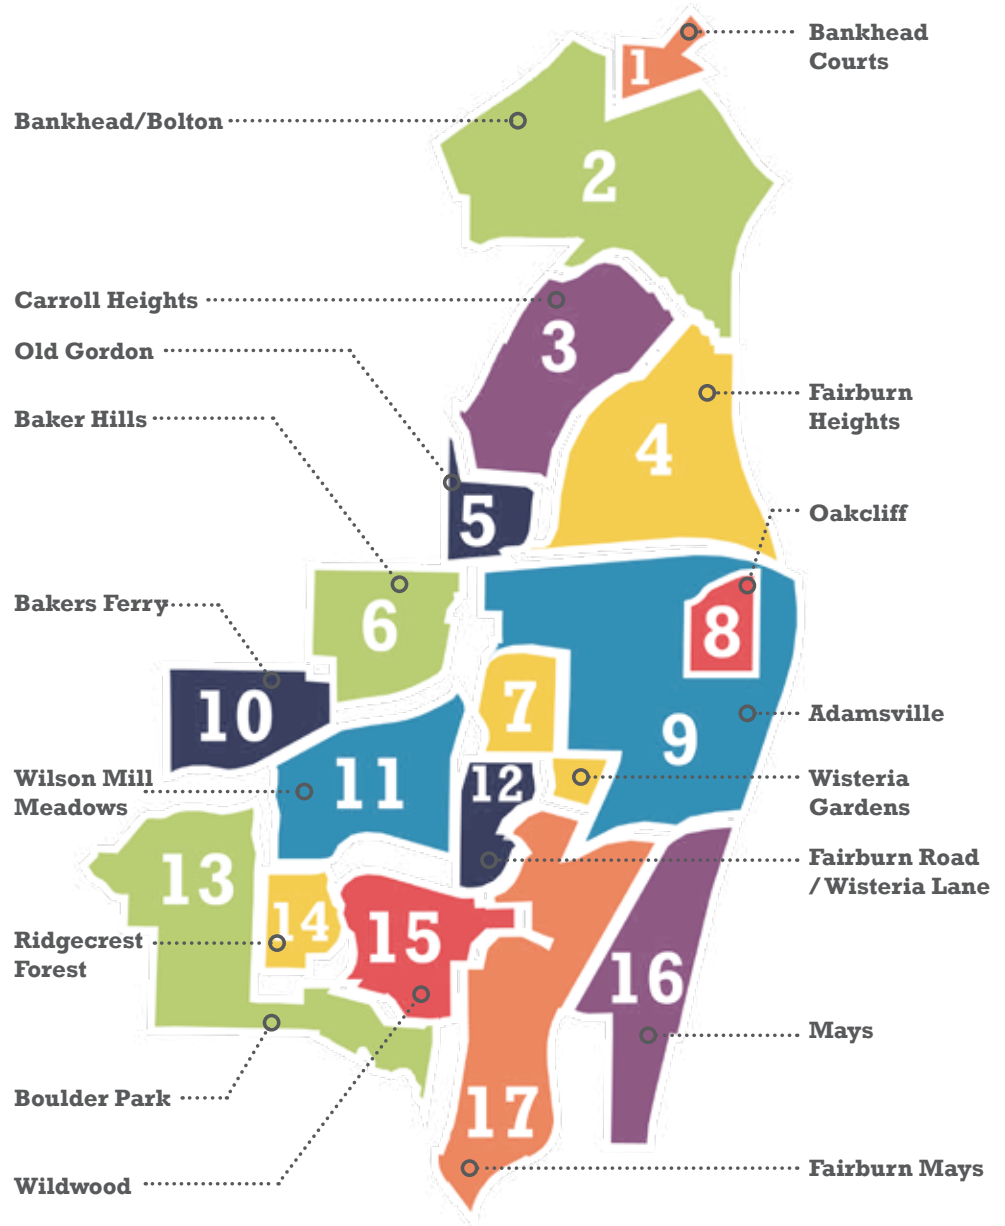 Bankhead
Courts
1
Bankhead/Bolton
2
Carroll Heights
3
Old Gordon
Fairburn
Heights
Baker Hills
4
5
Oakcliff
Bakers Ferry
6
8
7
10
Adamsville
9
Wilson Mill
Meadows
11
12
Wisteria
Gardens
Fairburn Road
/Wisteria Lane
13
14
15
Ridgecrest
Forest
16
Mays
Boulder Park
17
Fairburn Mays
Wildwood